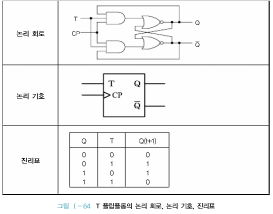 논리 회로
T
CP
Q
Q̅
논리 기호
T Q
CP
Q̅
진리표
Q T Q(t+1)
0 0 0
0 1 1
1 0 1
1 1 0
그림 1-64 T 플립플롭의 논리 회로, 논리 기호, 진리표